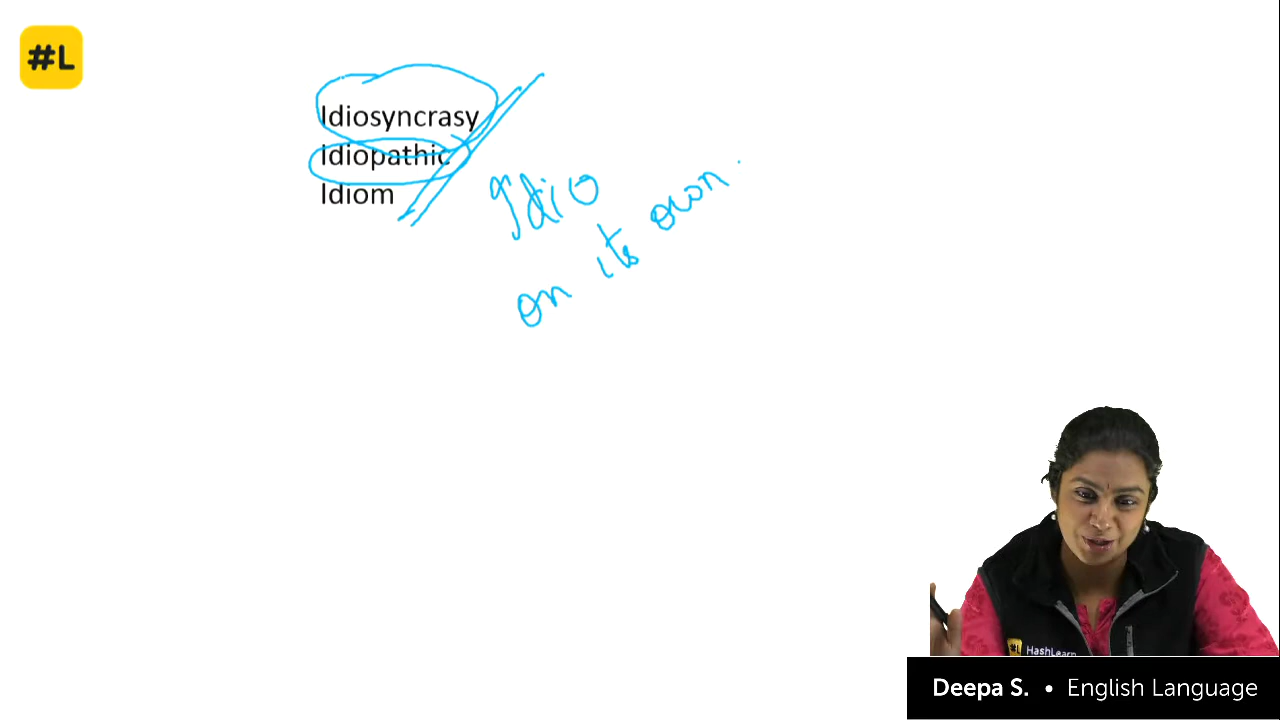 #L
Idiosyncrasy
Idiopathic
Idiom
Idio
on its own.
#L HashLearn
Deepa S. • English Language